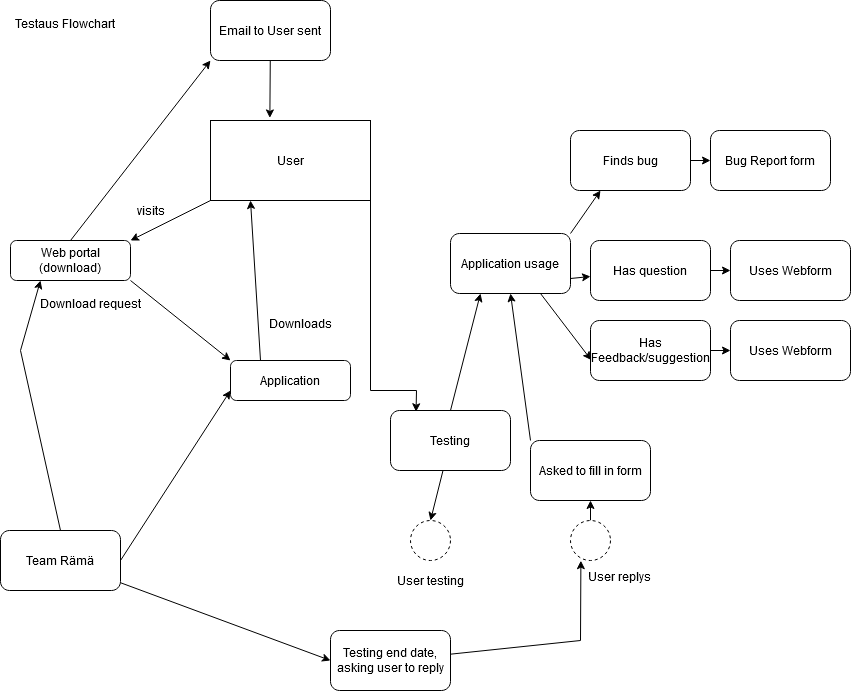 Testaus Flowchart
Email to User sent
User
visits
Web portal
(download)
Download request
Downloads
Application
Finds bug
Bug Report form
Application usage
Has question
Uses Webform
Has
Feedback/suggestion
Uses Webform
Testing
Asked to fill in form
User testing
User replys
Team Rämä
Testing end date,
asking user to reply